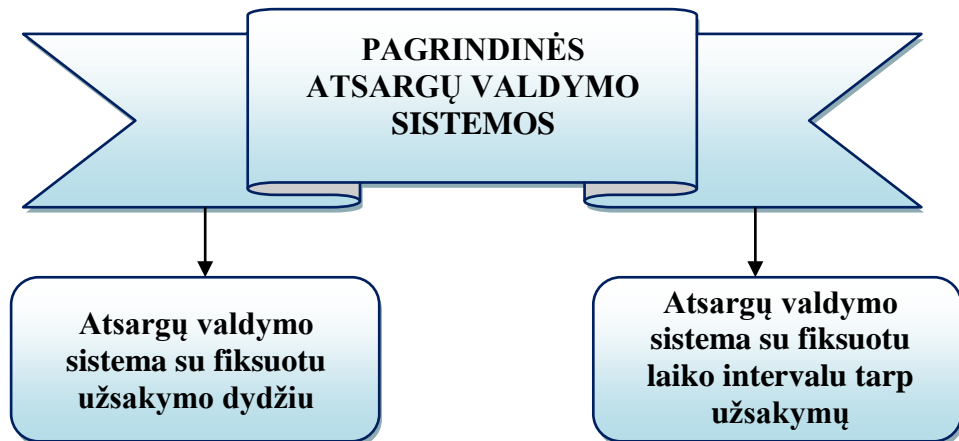 PAGRINDINĖS
ATSARGŲ VALDYMO
SISTEMOS
Atsargų valdymo
sistema su fiksuotu
užsakymo dydžiu
Atsargų valdymo
sistema su fiksuotu
laiko intervalu tarp
užsakymų